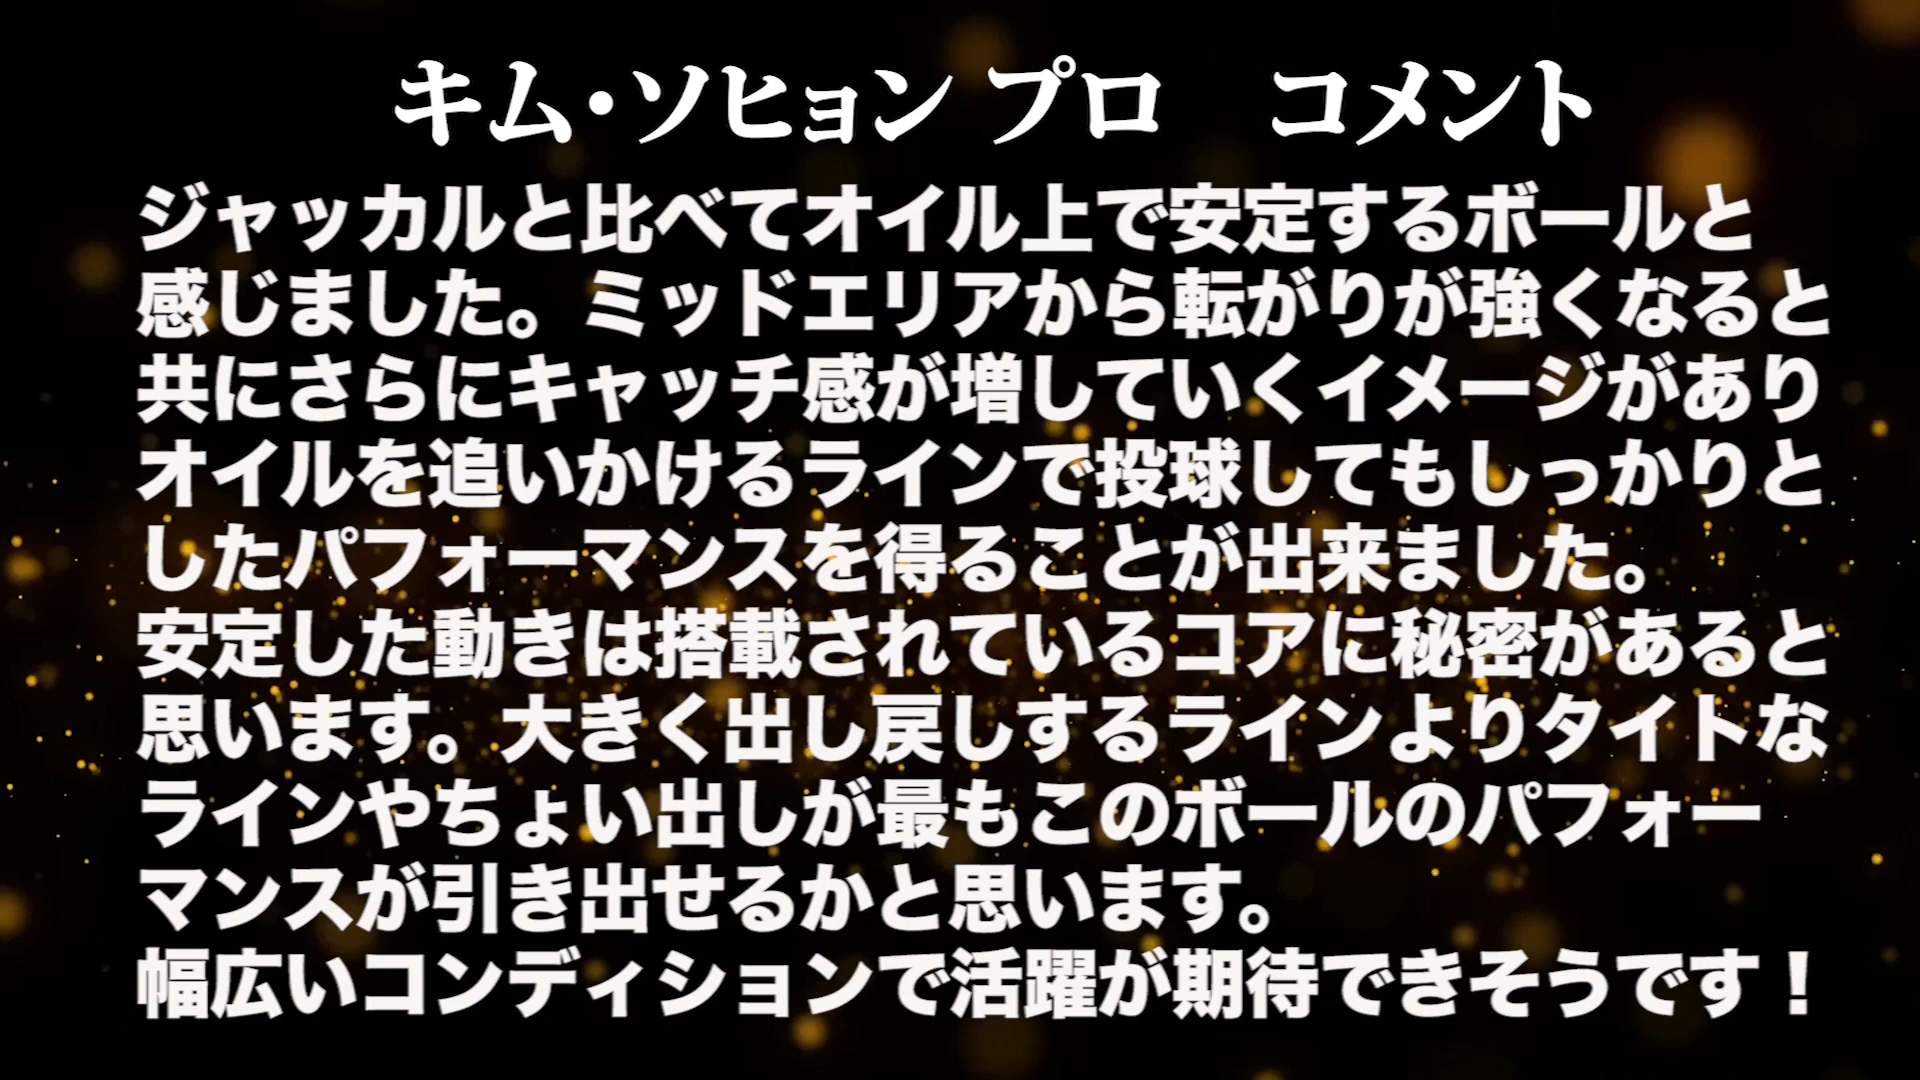 キム・ソヒョン プロ　コメント
ジャッカルと比べてオイル上で安定するボールと
感じました。ミッドエリアから転がりが強くなると
共にさらにキャッチ感が増していくイメージがあり
オイルを追いかけるラインで投球してもしっかりと
したパフォーマンスを得ることが出来ました。
安定した動きは搭載されているコアに秘密があると
思います。大きく出し戻しするラインよりタイトな
ラインやちょい出しが最もこのボールのパフォー
マンスが引き出せるかと思います。
幅広いコンディションで活躍が期待できそうです！